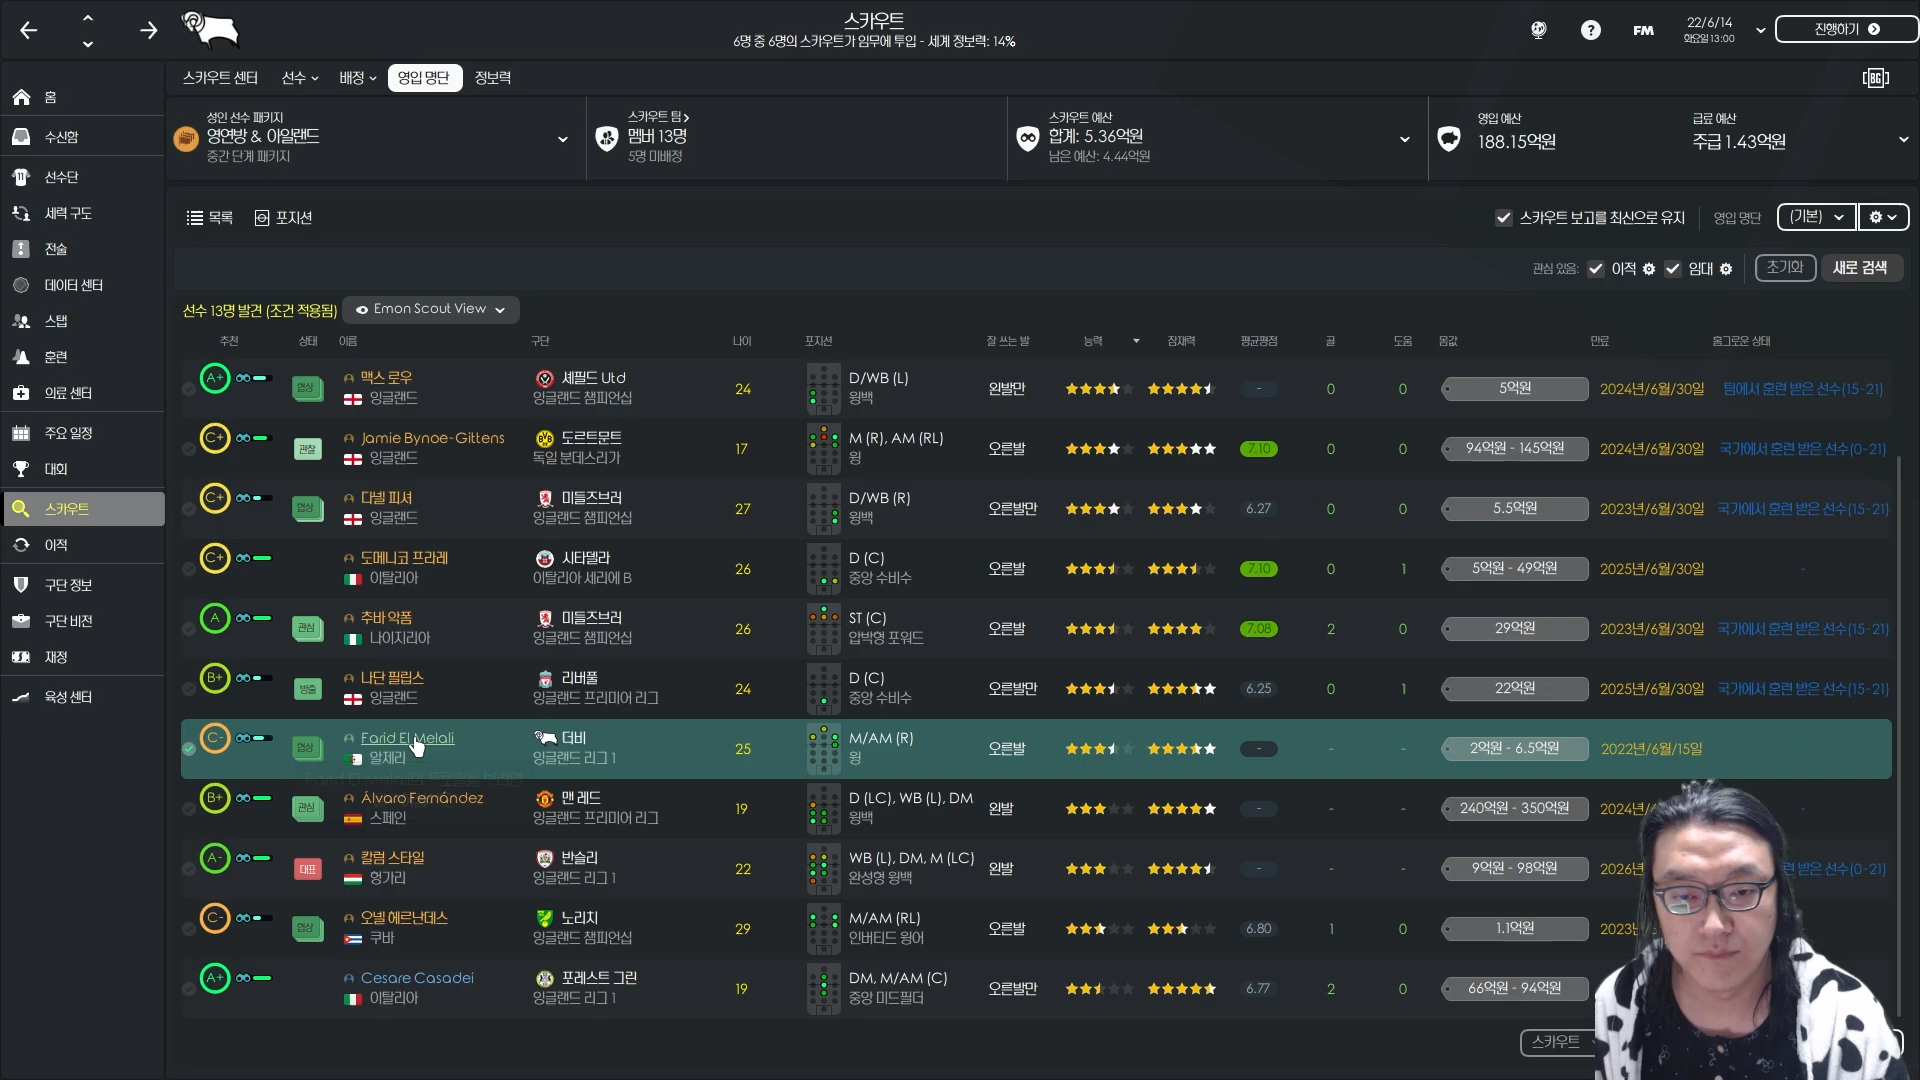 스카우트
6명 중 6명의 스카우트가 임무에 투입 - 세계 정보력: 14%
FM
22/6/14
화요일 13:00
진행하기
스카우트 센터
선수
배정
영입 명단
정보력
홈
수신함
선수단
세력 구도
전술
데이터 센터
스탭
훈련
의료 센터
주요 일정
대회
스카우트
이적
구단 정보
구단 비전
재정
육성 센터
성인 선수 패키지
영연방 & 아일랜드
중간 단계 패키지
스카우트 팀
멤버 13명
5명 미배정
스카우트 예산
합계: 5.36억원
남은 예산: 4.44억원
영입 예산
188.15억원
급료 예산
주급 1.43억원
목록
포지션
스카우트 보고를 최신으로 유지
영입 명단
(기본)
관심 있음:
이적
임대
초기화
새로 검색
선수 13명 발견 (조건 적용됨)
Emon Scout View
추천 상태 이름 구단 나이 포지션 잘 쓰는 발 능력 잠재력 평균평점 골 도움 몸값 만료 홈그로운 상태
A+ 협상 맥스 로우 셰필드 Utd 24 D/WB (L) 왼발만 - 0 0 5억원 2024년/6월/30일 팀에서 훈련 받은 선수(15-21)
잉글랜드 잉글랜드 챔피언십 윙백
C+ 관찰 Jamie Bynoe-Gittens 도르트문트 17 M (R), AM (RL) 오른발 7.10 0 0 94억원 - 145억원 2024년/6월/30일 국가에서 훈련 받은 선수(0-21)
잉글랜드 독일 분데스리가 윙
C+ 협상 다넬 피셔 미들즈브러 27 D/WB (R) 오른발만 6.27 0 0 5.5억원 2023년/6월/30일 국가에서 훈련 받은 선수(15-21)
잉글랜드 잉글랜드 챔피언십 윙백
C+ 도메니코 프라레 시타델라 26 D (C) 오른발 7.10 0 1 5억원 - 49억원 2025년/6월/30일 -
이탈리아 이탈리아 세리에 B 중앙 수비수
A 관심 추바 악폼 미들즈브러 26 ST (C) 오른발 7.08 2 0 29억원 2023년/6월/30일 국가에서 훈련 받은 선수(15-21)
나이지리아 잉글랜드 챔피언십 압박형 포워드
B+ 방출 나단 필립스 리버풀 24 D (C) 오른발만 6.25 0 1 22억원 2025년/6월/30일 국가에서 훈련 받은 선수(15-21)
잉글랜드 잉글랜드 프리미어 리그 중앙 수비수
C- 협상 Farid El Melali 더비 25 M/AM (R) 오른발 - - - 2억원 - 6.5억원 2022년/6월/15일
알제리 잉글랜드 리그 1 윙
B+ 관심 Álvaro Fernández 맨 레드 19 D (LC), WB (L), DM 왼발 - - - 240억원 - 350억원 2024년/6 -
스페인 잉글랜드 프리미어 리그 윙백
A- 대표 칼럼 스타일 반슬리 22 WB (L), DM, M (LC) 왼발 - - - 9억원 - 98억원 2026년 받은 선수(0-21)
헝가리 잉글랜드 리그 1 완성형 윙백
C- 협상 오넬 에르난데스 노리치 29 M/AM (RL) 오른발 6.80 1 0 1.1억원 2023년
쿠바 잉글랜드 챔피언십 인버티드 윙어
A+ Cesare Casadei 포레스트 그린 19 DM, M/AM (C) 오른발만 6.77 2 0 66억원 - 94억원
이탈리아 잉글랜드 리그 1 중앙 미드필더
스카우트